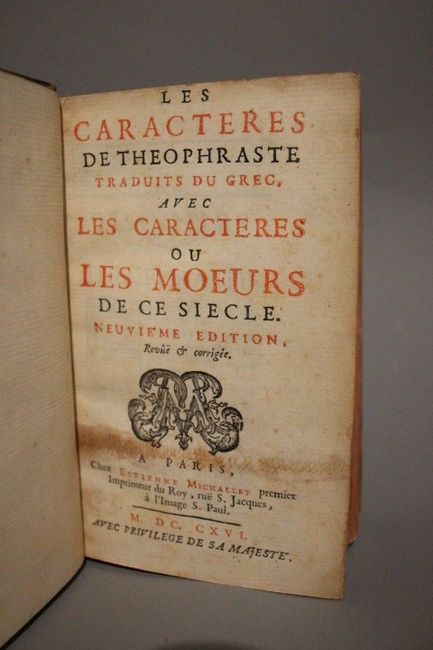 LES
CARACTERES
DE THEOPHRASTE
TRADUITS DU GREC,
AVEC
LES CARACTERES
OU
LES MOEURS
DE CE SIECLE.
NEUVIEME EDITION,
Revûë & corrigée.
A PARIS,
Chez ESTIENNE MICHALLET premier
Imprimeur du Roy, ruë S. Jacques,
à l'Image S. Paul.
M. DC. CXVI.
AVEC PRIVILEGE DE SA MAJESTE'.